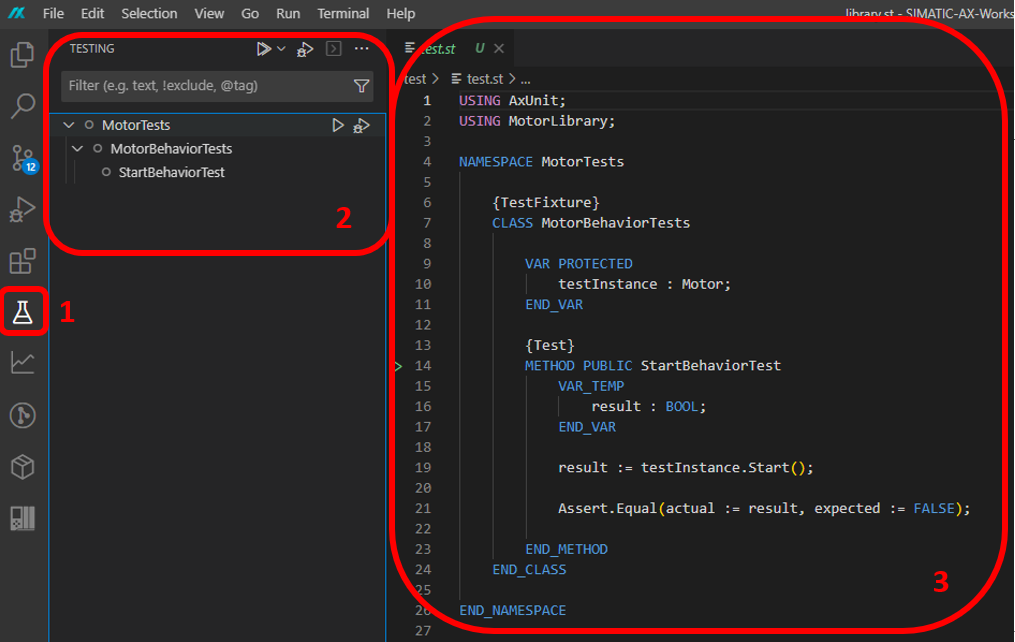 File Edit Selection View Go Run Terminal Help
library.st - SIMATIC-AX-Works
TESTING
Filter (e.g. text, !exclude, @tag)
MotorTests
MotorBehaviorTests
StartBehaviorTest
12
1
2
test.st U
test > test.st > ...
1 USING AxUnit;
2 USING MotorLibrary;
3
4 NAMESPACE MotorTests
5
6 {TestFixture}
7 CLASS MotorBehaviorTests
8
9 VAR PROTECTED
10 testInstance : Motor;
11 END_VAR
12
13 {Test}
14 METHOD PUBLIC StartBehaviorTest
15 VAR_TEMP
16 result : BOOL;
17 END_VAR
18
19 result := testInstance.Start();
20
21 Assert.Equal(actual := result, expected := FALSE);
22
23 END_METHOD
24 END_CLASS
25
26 END_NAMESPACE
27
3